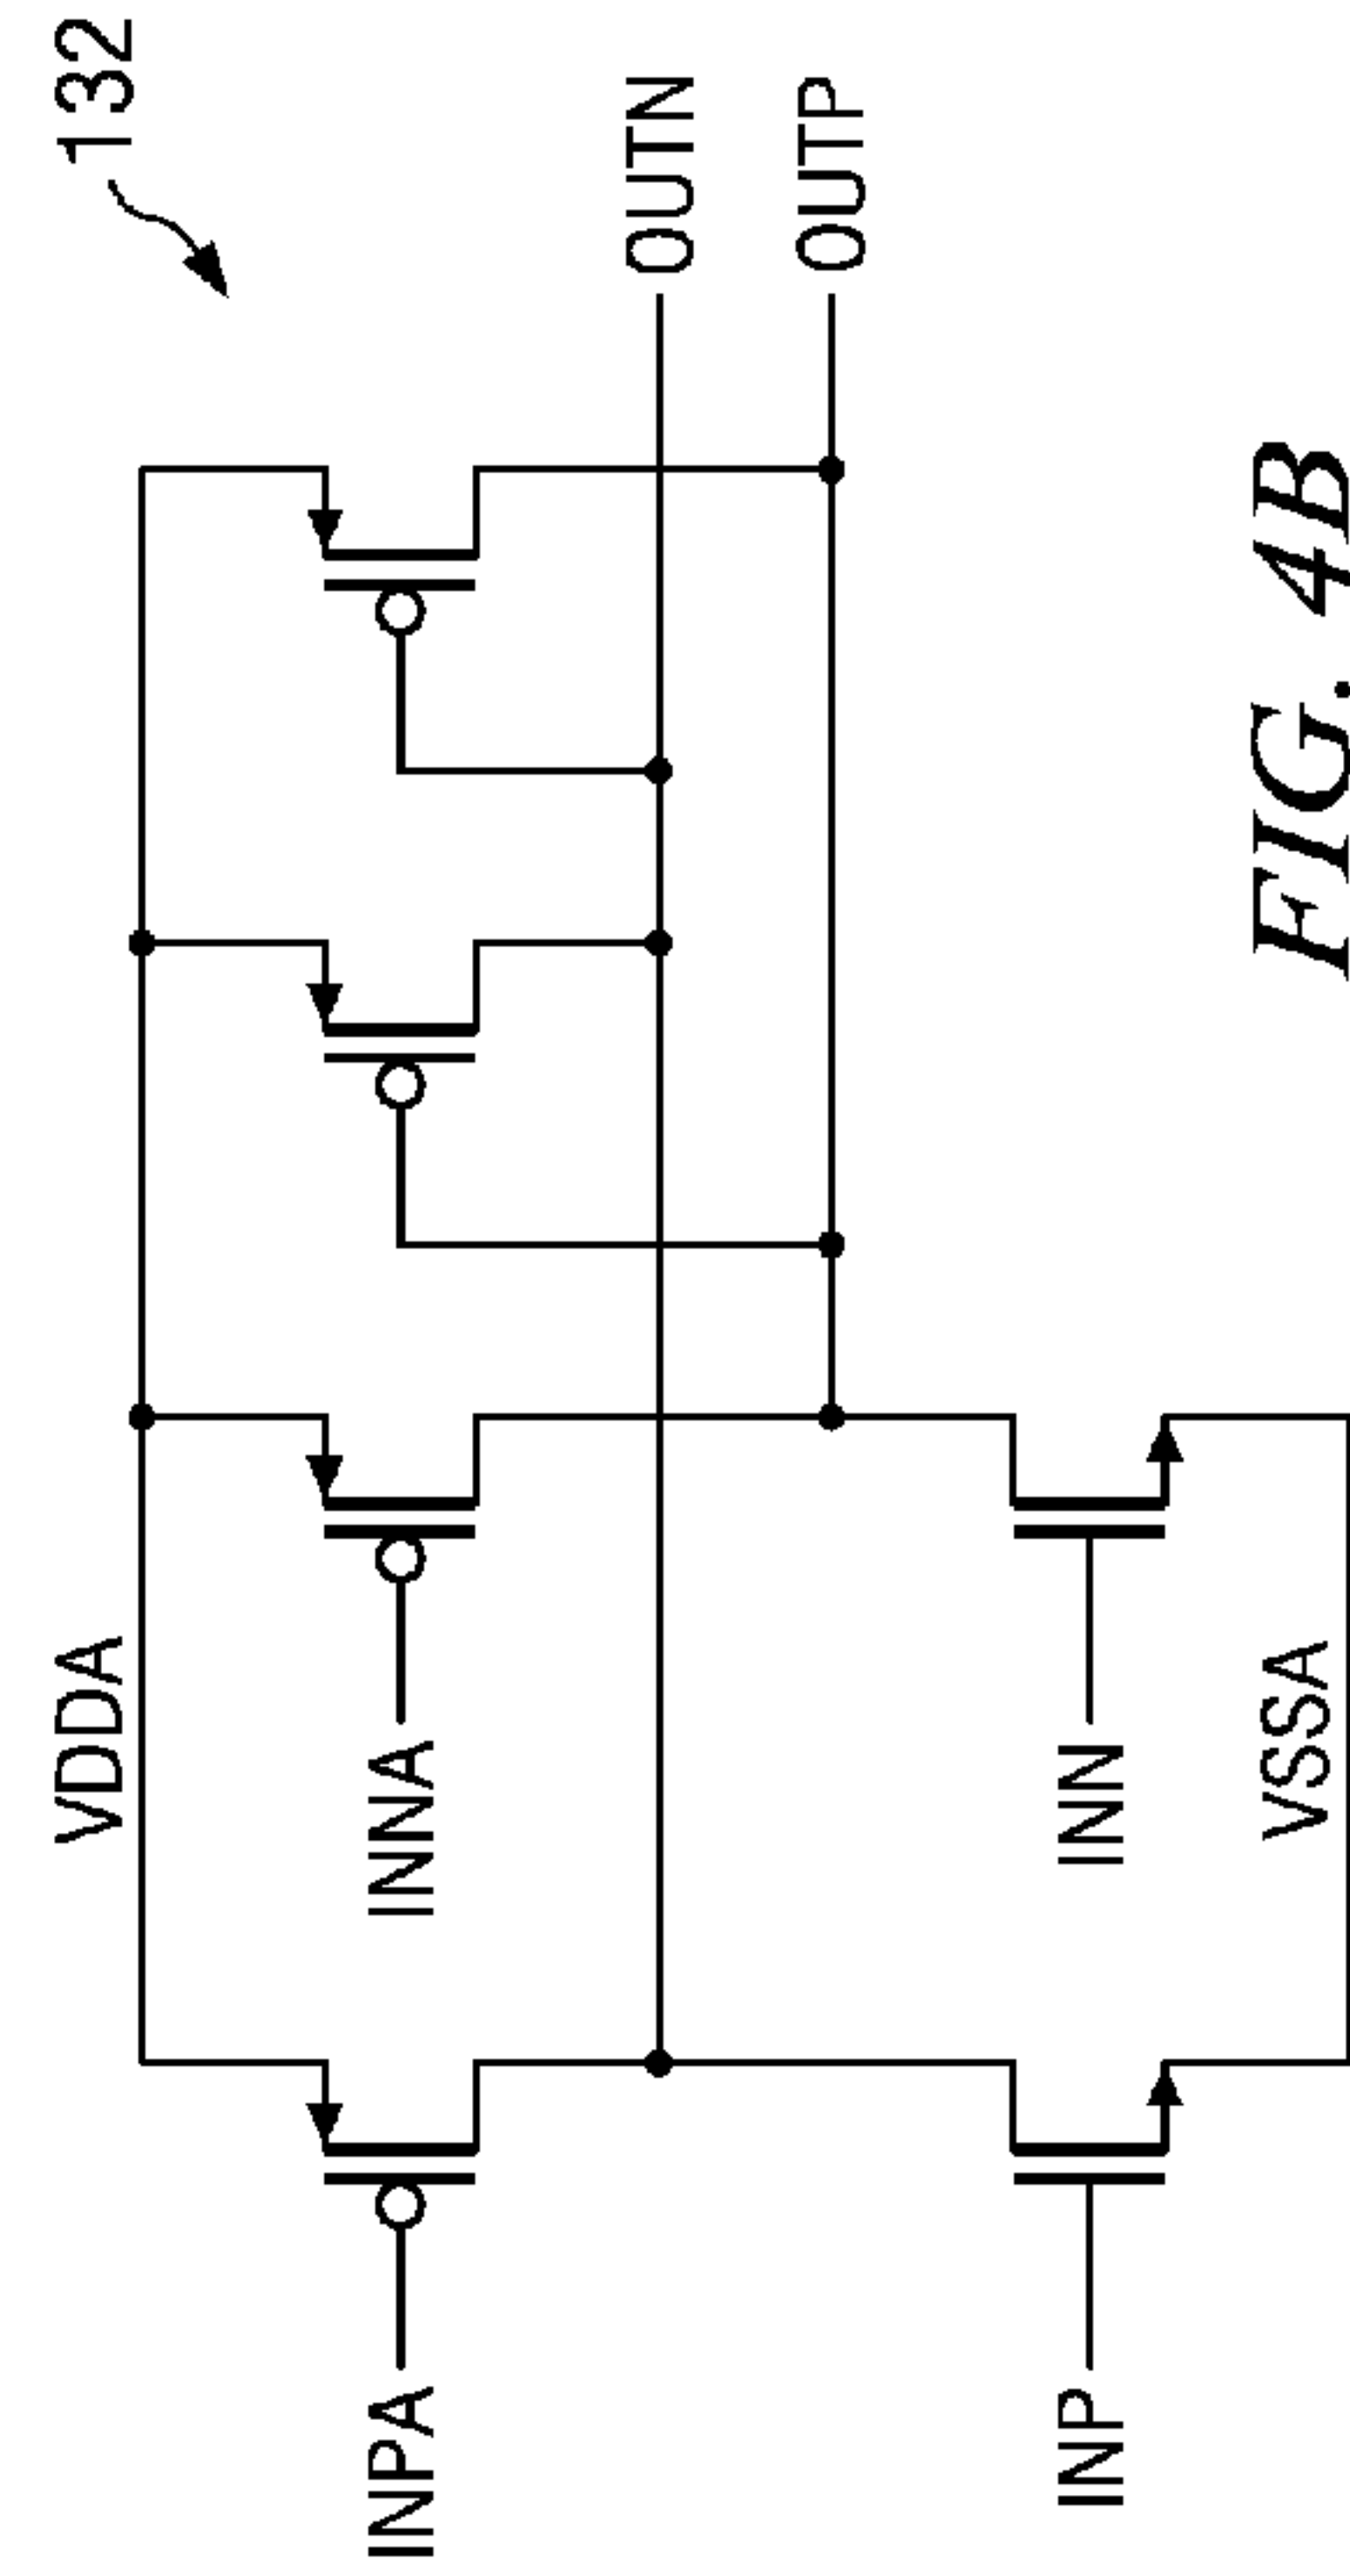 132
VDDA
INPA
INNA
OUTN
OUTP
INP
INN
VSSA
FIG. 4B